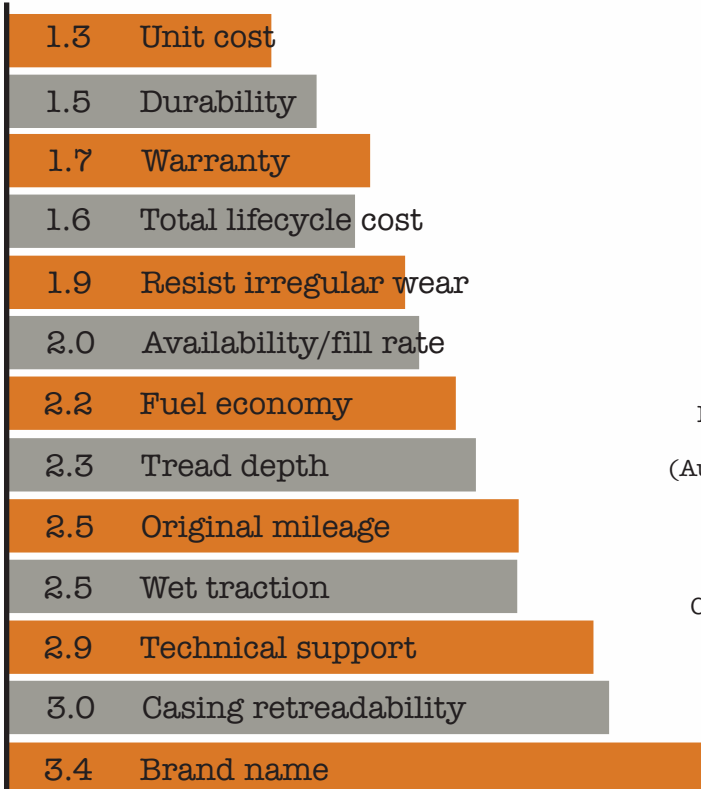 1.3 Unit cost
1.5 Durability
1.7 Warranty
1.6 Total lifecycle cost
1.9 Resist irregular wear
2.0 Availability/fill rate
2.2 Fuel economy
2.3 Tread depth
(Au
2.5 Original mileage
2.5 Wet traction
2.9 Technical support
3.0 Casing retreadability
3.4 Brand name